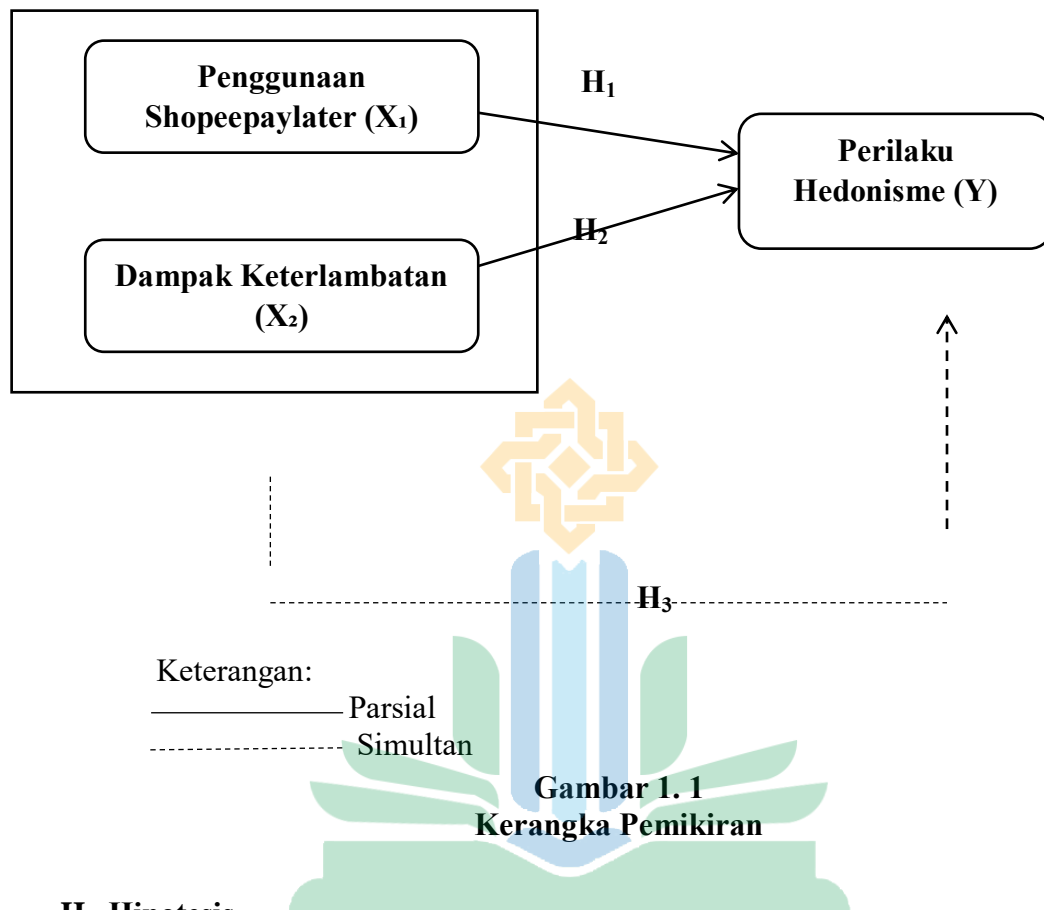 Penggunaan
Shopeepaylater (X₁)
H₁
Perilaku
Hedonisme (Y)
H₂
Dampak Keterlambatan
(X₂)
H₃
Keterangan:
Parsial
Simultan
Gambar 1. 1
Kerangka Pemikiran
H. Hipotesis